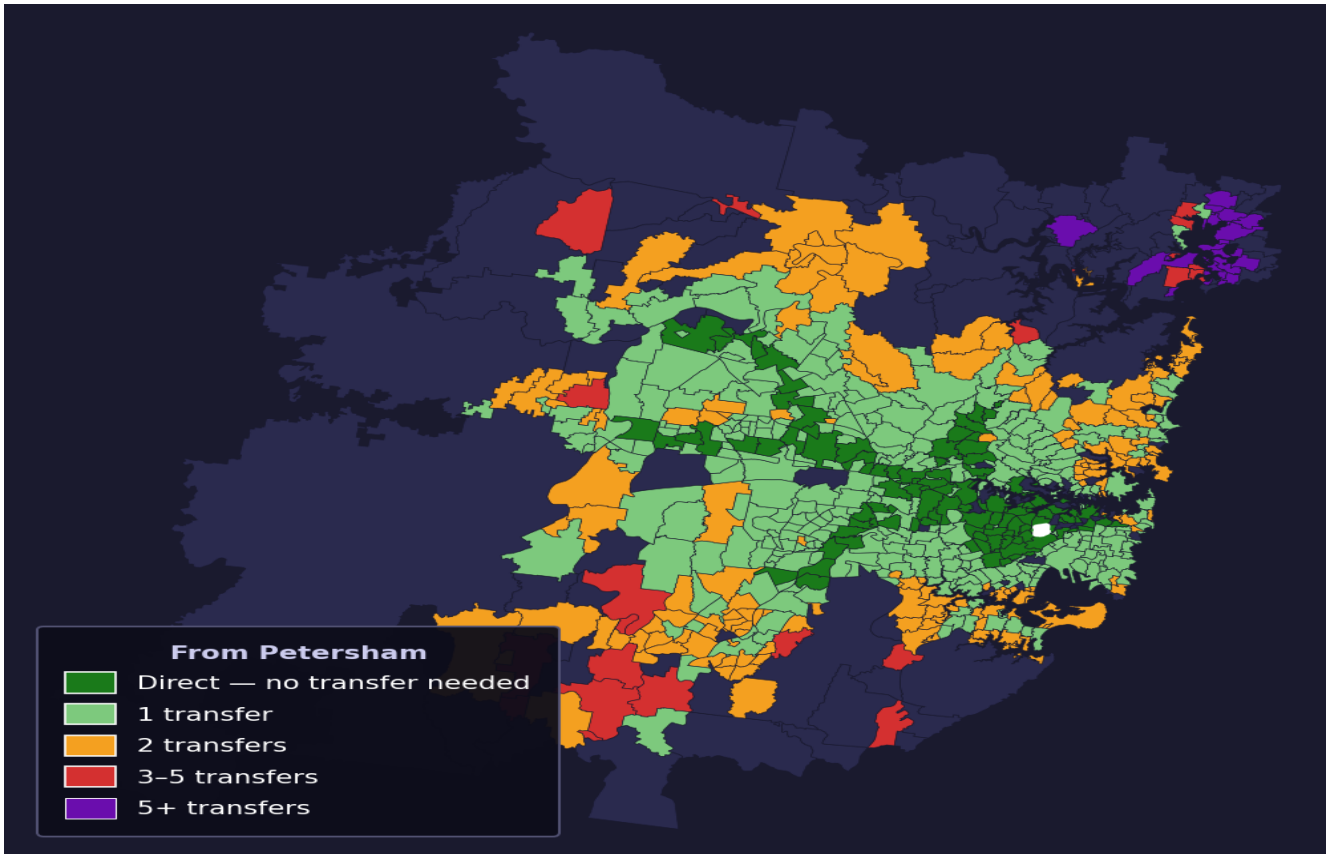 From Petersham
Direct — no transfer needed
1 transfer
2 transfers
3–5 transfers
5+ transfers